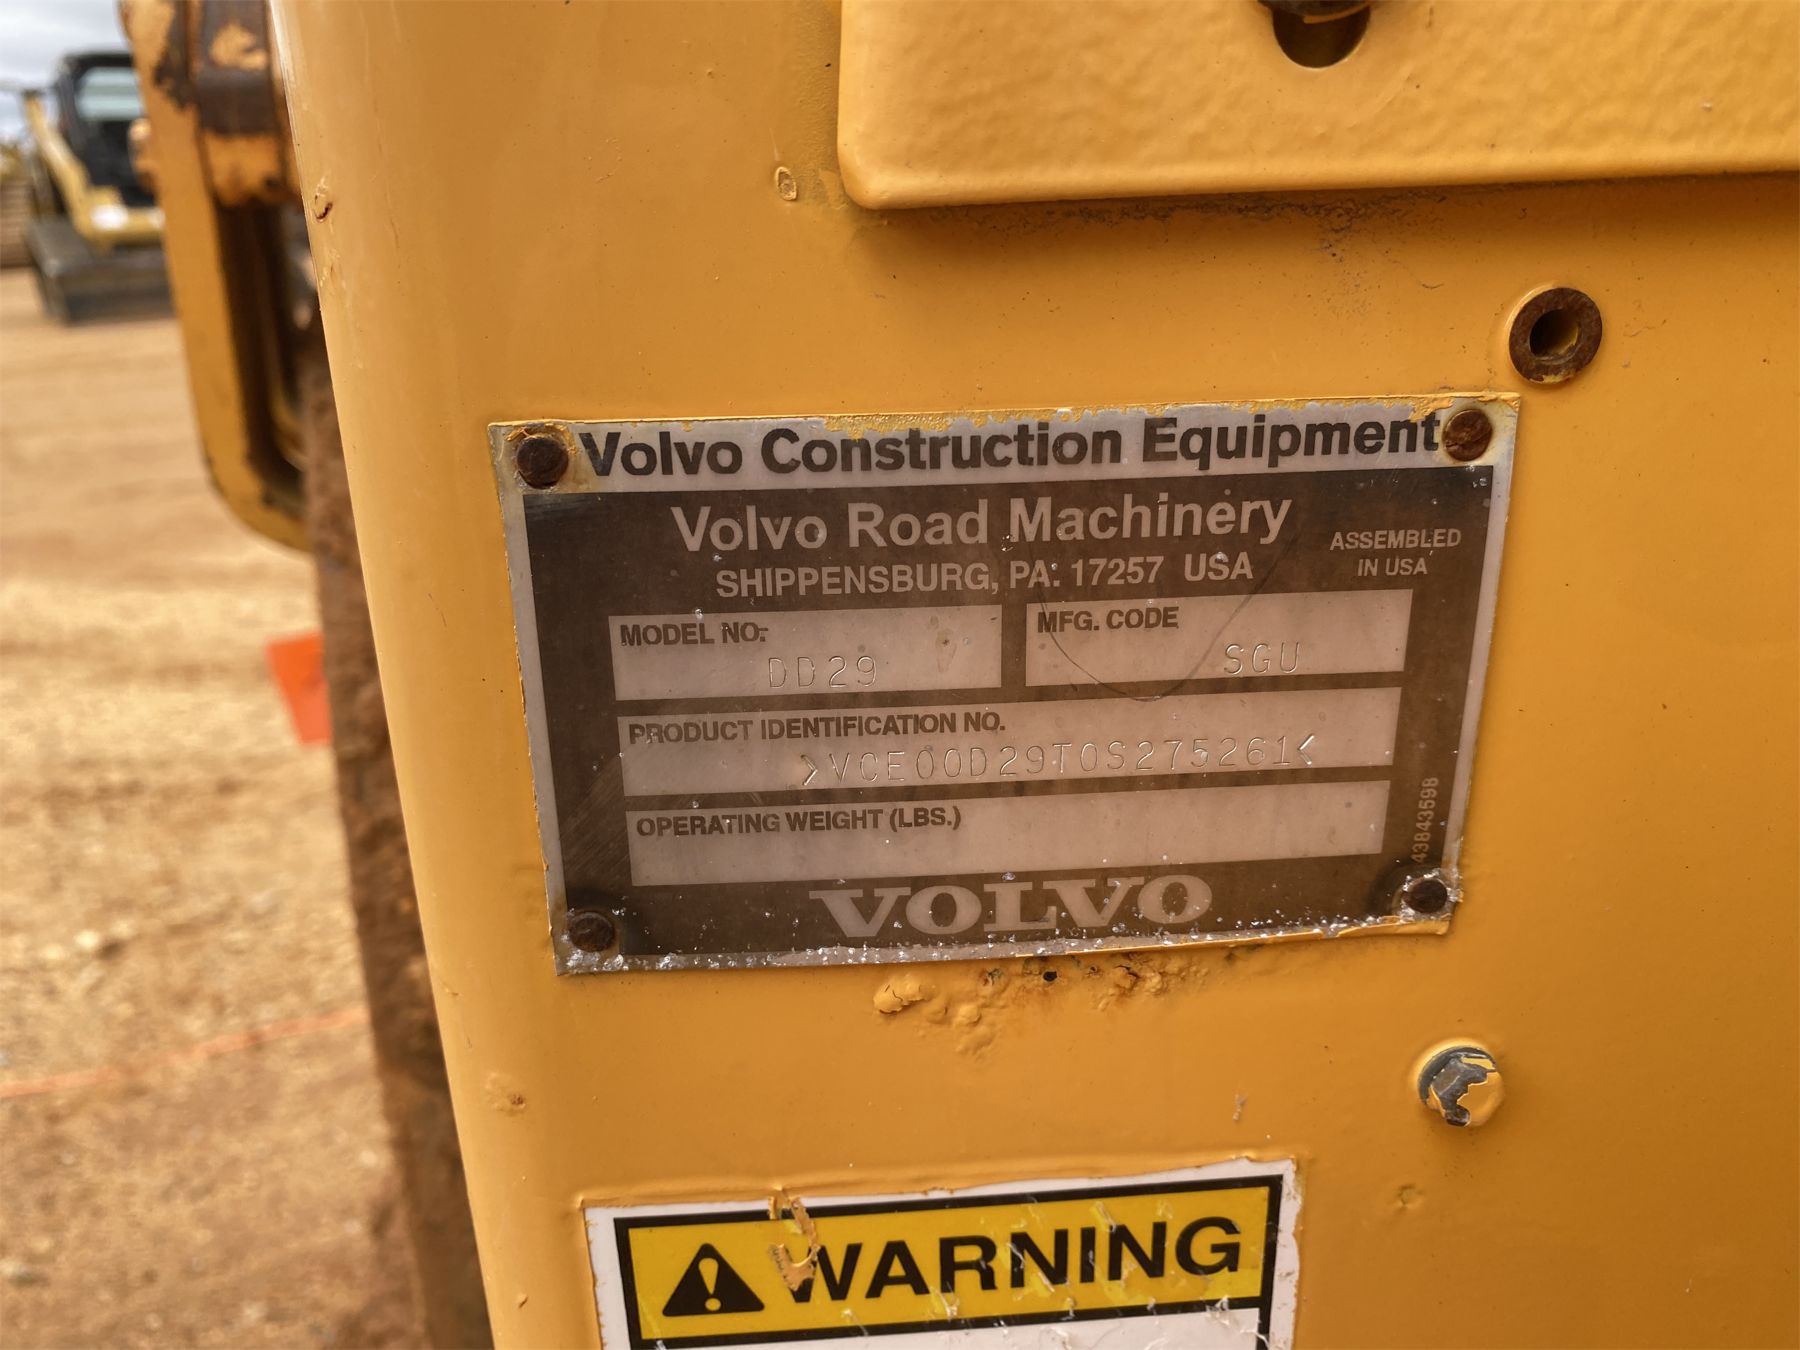 Volvo Construction Equipment
Volvo Road Machinery
SHIPPENSBURG, PA. 17257 USA
ASSEMBLED
IN USA
MODEL NO.
DD29
MFG. CODE
SGU
PRODUCT IDENTIFICATION NO.
>VCE00D29T0S275261<
OPERATING WEIGHT (LBS.)
43843598
VOLVO
WARNING